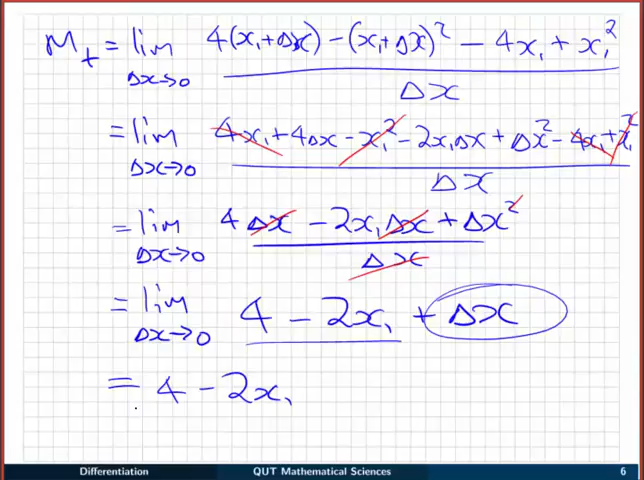 M_t = lim_{Δx→0} (4(x₁+Δx) − (x₁+Δx)² − 4x₁ + x₁²) / Δx
= lim_{Δx→0} (4x₁ + 4Δx − x₁² − 2x₁Δx + Δx² − 4x₁ + x₁²) / Δx
= lim_{Δx→0} (4Δx − 2x₁Δx + Δx²) / Δx
= lim_{Δx→0} 4 − 2x₁ + Δx
= 4 − 2x₁
Differentiation QUT Mathematical Sciences 6